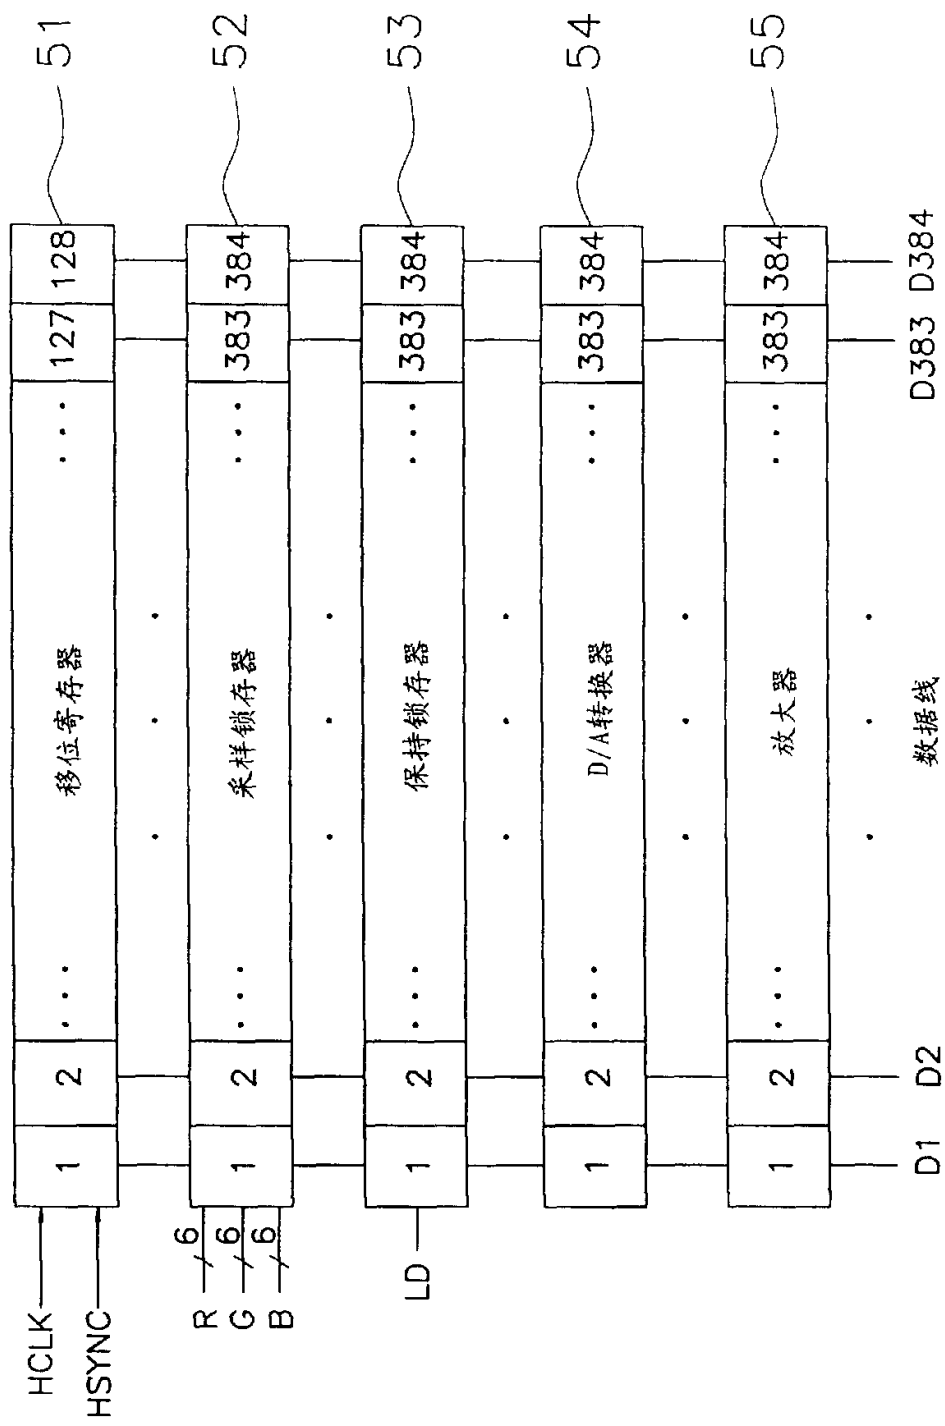 HCLK
HSYNC
1 2 ... 移位寄存器 ... 127 128
51
R 6
G 6
B 6
1 2 ... 采样锁存器 ... 383 384
52
LD
1 2 ... 保持锁存器 ... 383 384
53
1 2 ... D/A转换器 ... 383 384
54
1 2 ... 放大器 ... 383 384
55
D1 D2 数据线 D383 D384